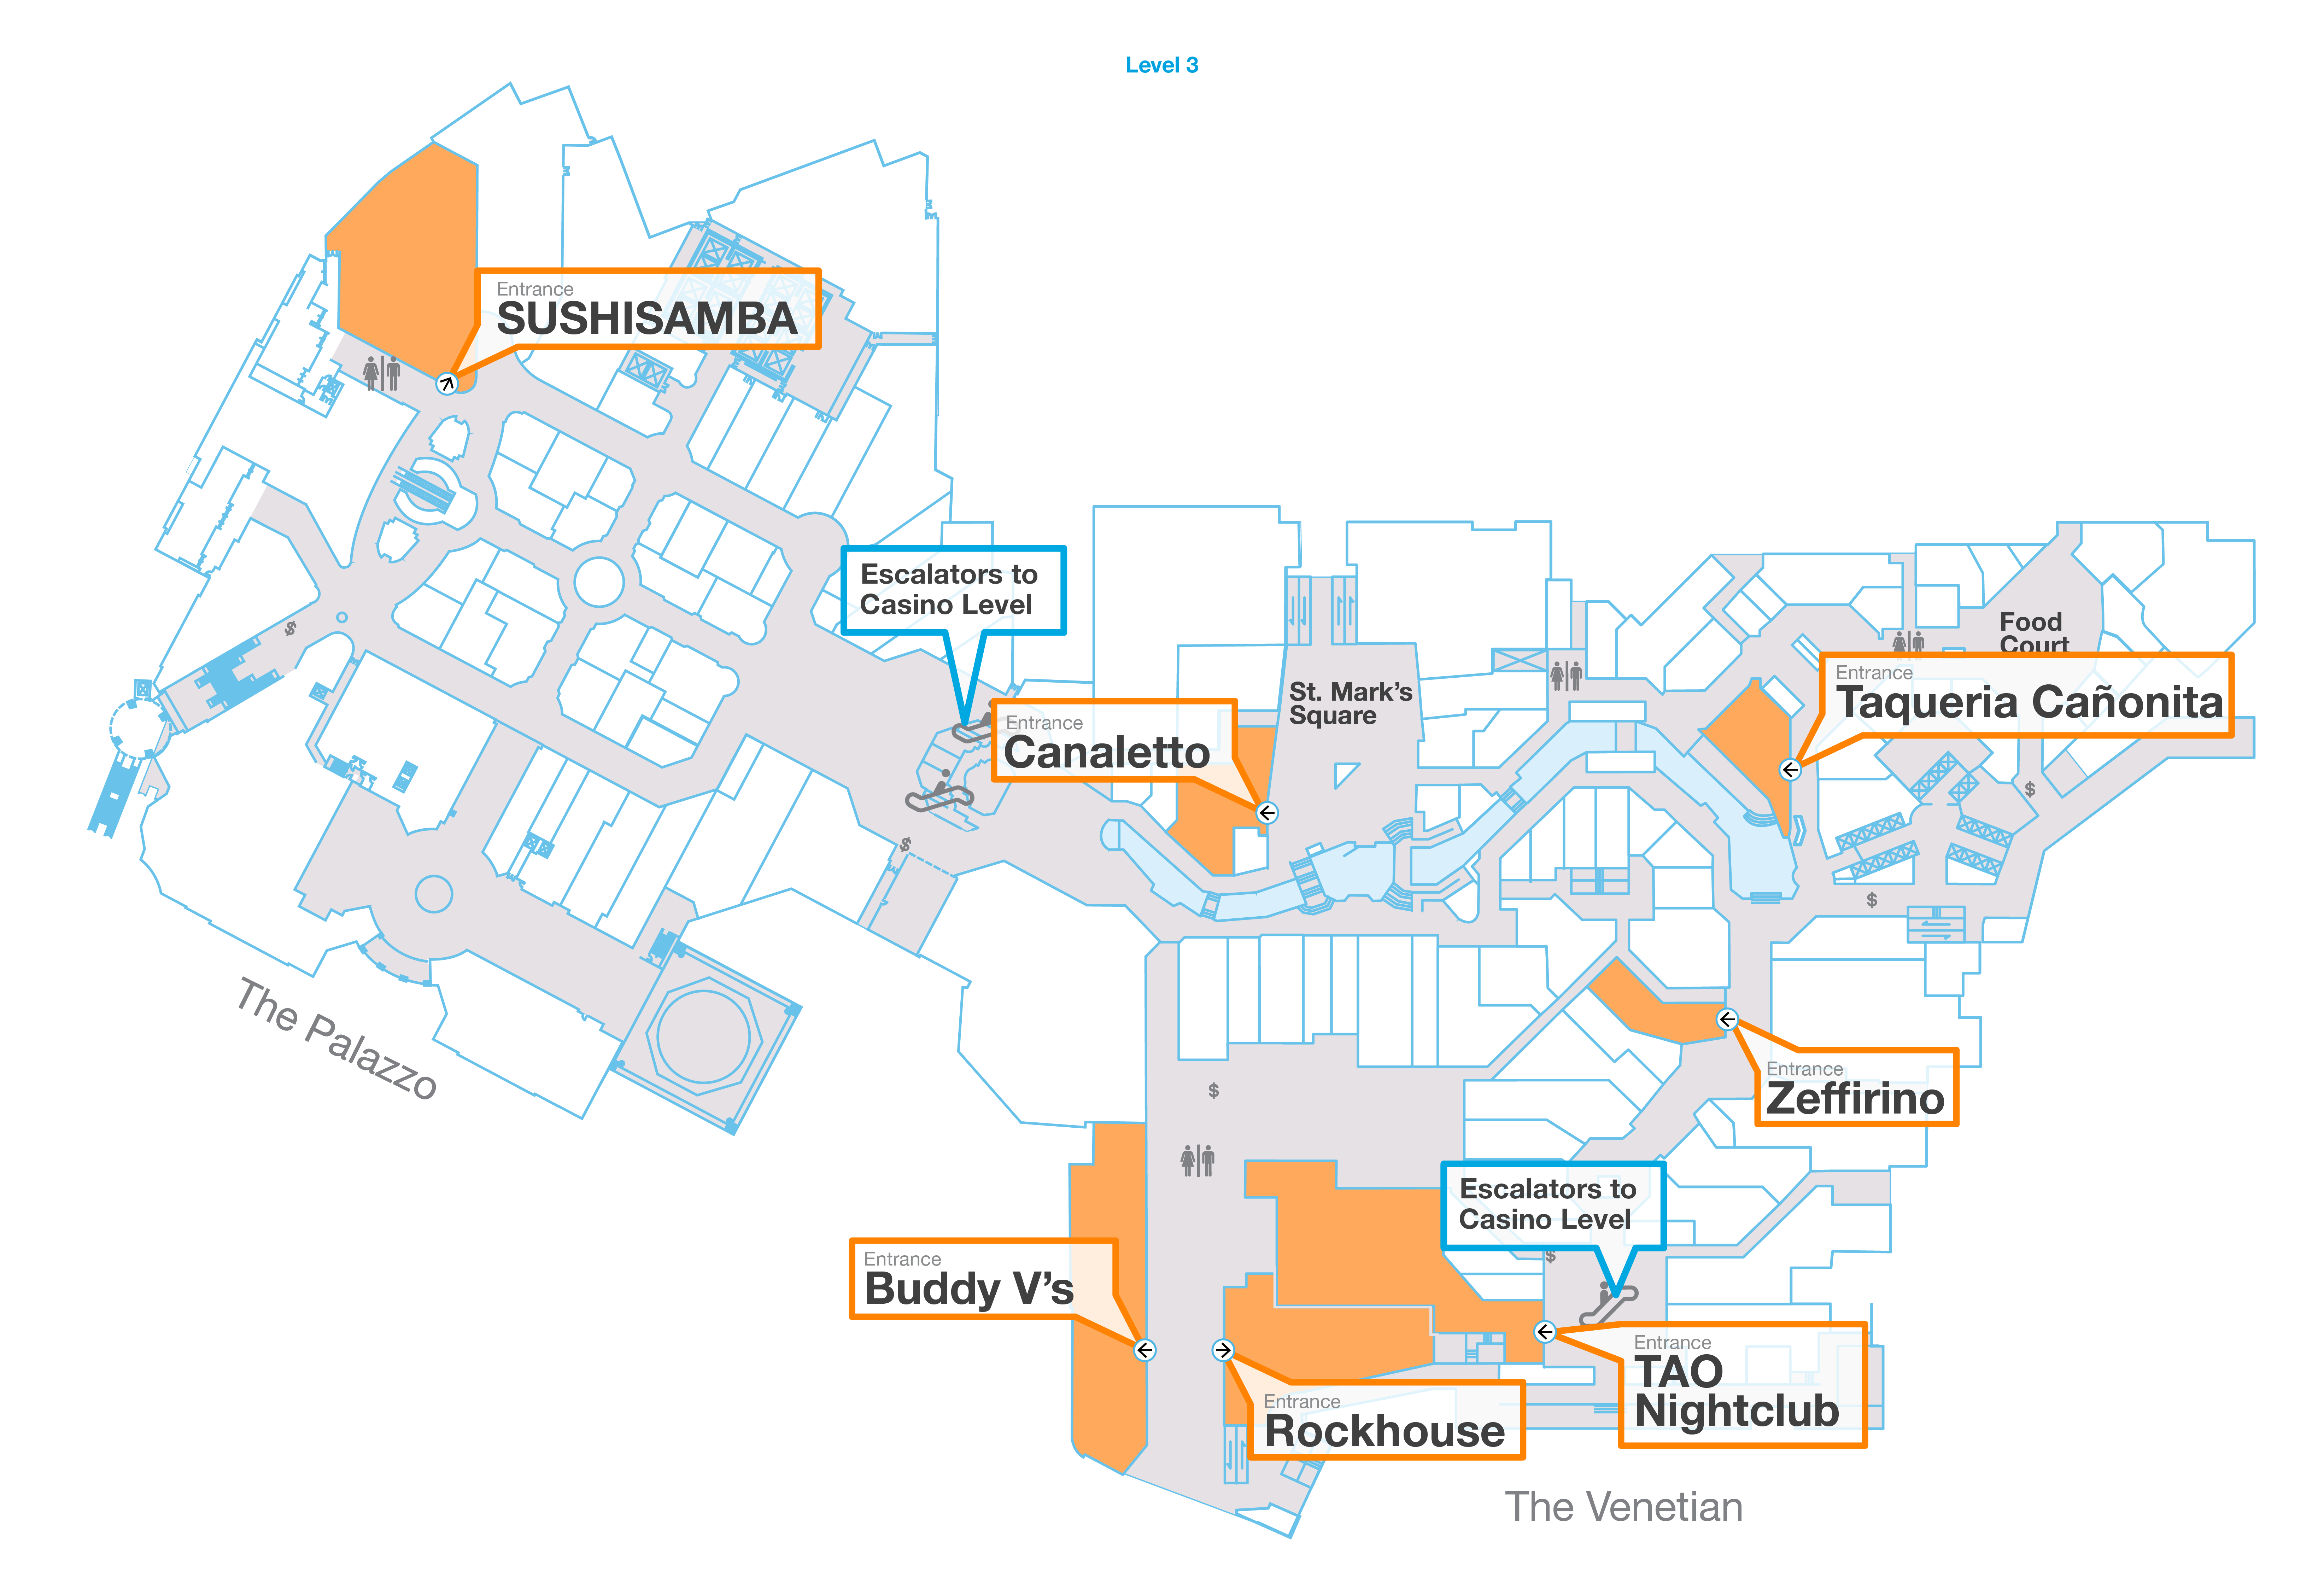 Level 3
Entrance
SUSHISAMBA
Escalators to
Casino Level
Food
Court
Entrance
Taqueria Cañonita
St. Mark's
Square
Entrance
Canaletto
$
$
$
$
The Palazzo
Entrance
Zeffirino
$
Escalators to
Casino Level
$
Entrance
Buddy V's
Entrance
TAO
Nightclub
Entrance
Rockhouse
The Venetian